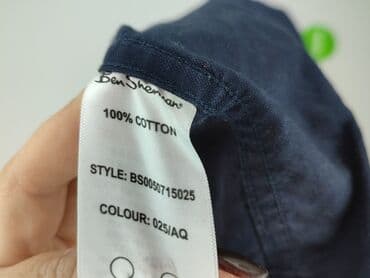 Ben Sherman
100% COTTON
STYLE: BS0050715025
COLOUR: 025/AQ